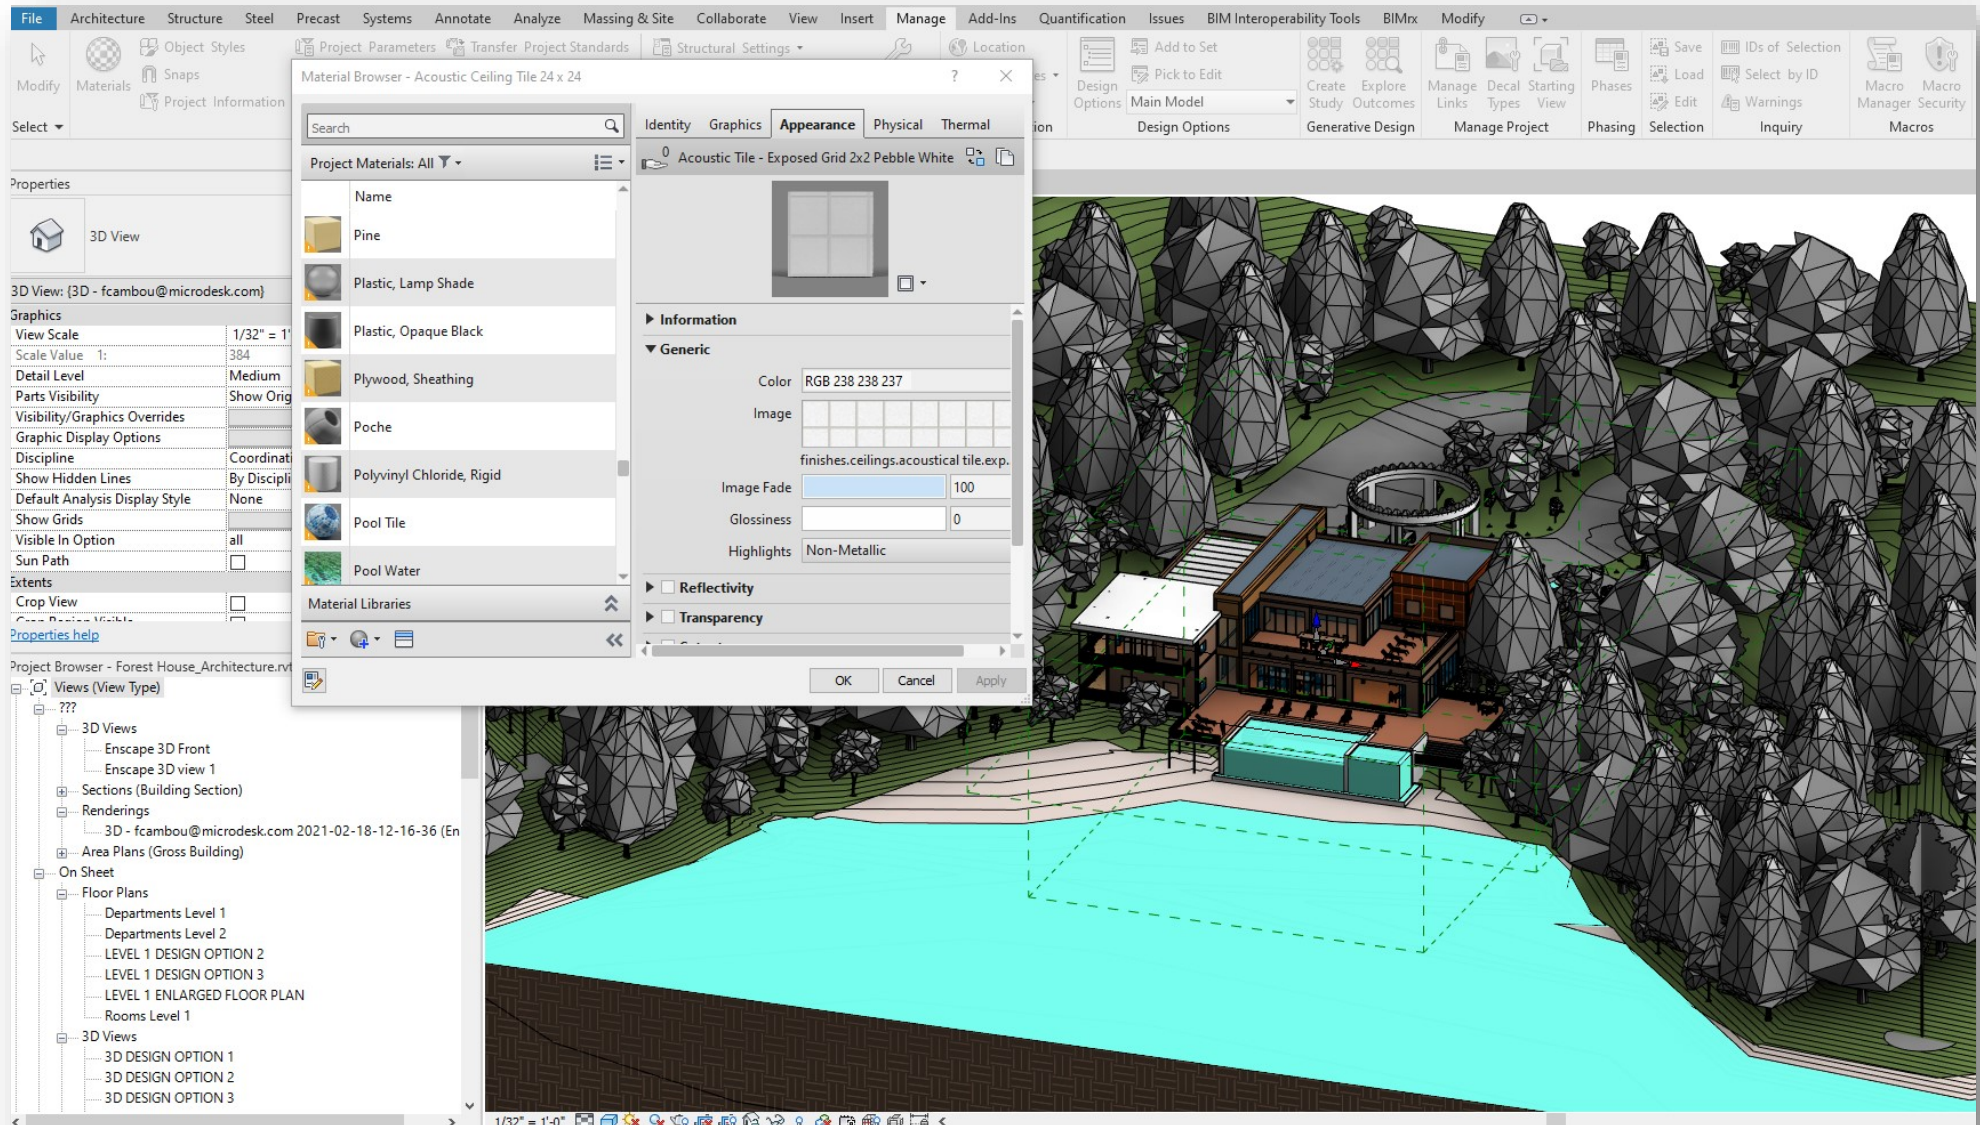 File Architecture Structure Steel Precast Systems Annotate Analyze Massing & Site Collaborate View Insert Manage Add-Ins Quantification Issues BIM Interoperability Tools BIMrx Modify
Modify
Select
Materials
Object Styles
Snaps
Project Information
Project Parameters
Transfer Project Standards
Structural Settings
Location
Design
Options
Add to Set
Pick to Edit
Main Model
Design Options
Create
Study
Explore
Outcomes
Generative Design
Manage
Links
Decal
Types
Starting
View
Manage Project
Phases
Phasing
Save
Load
Edit
Selection
IDs of Selection
Select by ID
Warnings
Inquiry
Macro
Manager
Macro
Security
Macros
Material Browser - Acoustic Ceiling Tile 24 x 24
? ×
Search
Project Materials: All
Name
Pine
Plastic, Lamp Shade
Plastic, Opaque Black
Plywood, Sheathing
Poche
Polyvinyl Chloride, Rigid
Pool Tile
Pool Water
Material Libraries
Identity Graphics Appearance Physical Thermal
0 Acoustic Tile - Exposed Grid 2x2 Pebble White
Information
Generic
Color RGB 238 238 237
Image
finishes.ceilings.acoustical tile.exp.
Image Fade 100
Glossiness 0
Highlights Non-Metallic
Reflectivity
Transparency
OK Cancel Apply
Properties
3D View
3D View: {3D - fcambou@microdesk.com}
Graphics
View Scale 1/32" = 1'
Scale Value 1: 384
Detail Level Medium
Parts Visibility Show Orig
Visibility/Graphics Overrides
Graphic Display Options
Discipline Coordinati
Show Hidden Lines By Discipli
Default Analysis Display Style None
Show Grids
Visible In Option all
Sun Path
Extents
Crop View
Properties help
Project Browser - Forest House_Architecture.rvt
Views (View Type)
???
3D Views
Enscape 3D Front
Enscape 3D view 1
Sections (Building Section)
Renderings
3D - fcambou@microdesk.com 2021-02-18-12-16-36 (En
Area Plans (Gross Building)
On Sheet
Floor Plans
Departments Level 1
Departments Level 2
LEVEL 1 DESIGN OPTION 2
LEVEL 1 DESIGN OPTION 3
LEVEL 1 ENLARGED FLOOR PLAN
Rooms Level 1
3D Views
3D DESIGN OPTION 1
3D DESIGN OPTION 2
3D DESIGN OPTION 3
1/32" = 1'-0"